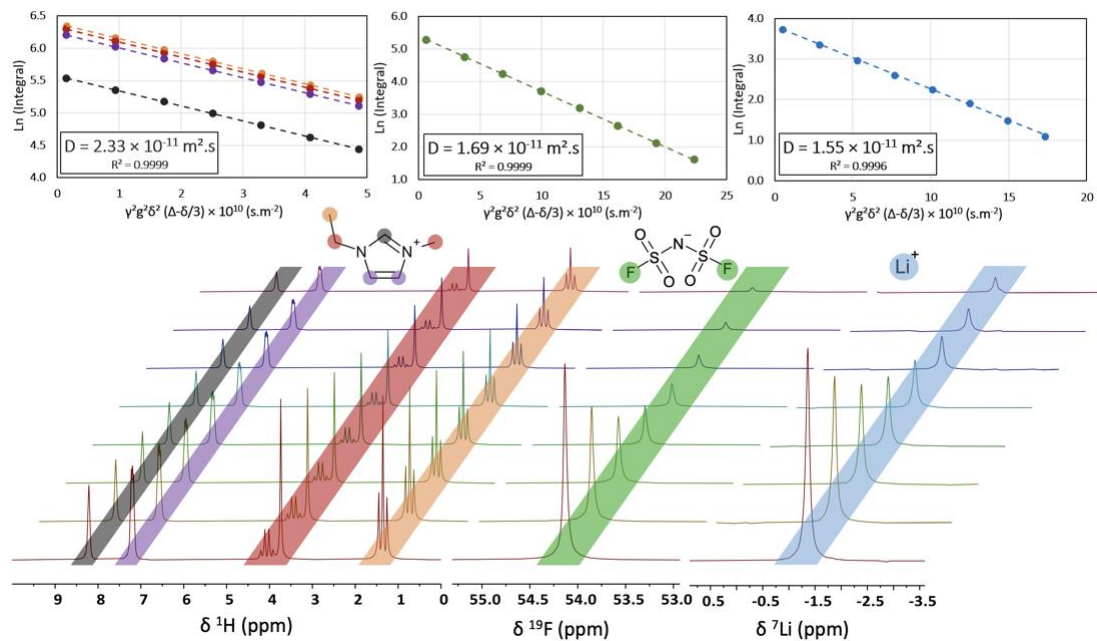 Ln (Integral)
6.5
6.0
5.5
5.0
4.5
4.0
D = 2.33 × 10⁻¹¹ m².s
R² = 0.9999
0 1 2 3 4 5
γ²g²δ² (Δ-δ/3) × 10¹⁰ (s.m⁻²)
Ln (Integral)
6.0
5.0
4.0
3.0
2.0
1.0
D = 1.69 × 10⁻¹¹ m².s
R² = 0.9999
0 5 10 15 20 25
γ²g²δ² (Δ-δ/3) × 10¹⁰ (s.m⁻²)
Ln (Integral)
4.0
3.0
2.0
1.0
0.0
D = 1.55 × 10⁻¹¹ m².s
R² = 0.9996
0 5 10 15 20
γ²g²δ² (Δ-δ/3) × 10¹⁰ (s.m⁻²)
N N +
O O
S N⁻ S
F O O F
Li⁺
9 8 7 6 5 4 3 2 1 0
δ ¹H (ppm)
55.0 54.0 53.5 53.0
δ ¹⁹F (ppm)
0.5 -0.5 -1.5 -2.5 -3.5
δ ⁷Li (ppm)